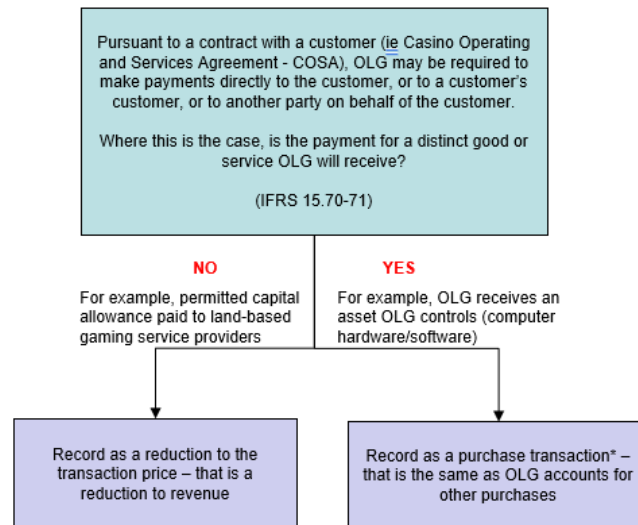 Pursuant to a contract with a customer (ie Casino Operating
and Services Agreement - COSA), OLG may be required to
make payments directly to the customer, or to a customer's
customer, or to another party on behalf of the customer.
Where this is the case, is the payment for a distinct good or
service OLG will receive?
(IFRS 15.70-71)
NO
For example, permitted capital
allowance paid to land-based
gaming service providers
YES
For example, OLG receives an
asset OLG controls (computer
hardware/software)
Record as a reduction to the
transaction price – that is a
reduction to revenue
Record as a purchase transaction* –
that is the same as OLG accounts for
other purchases